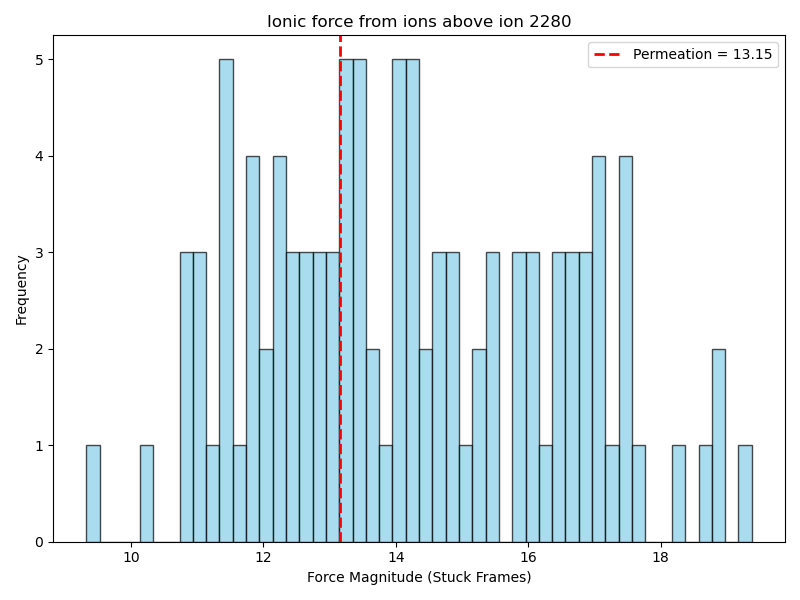 Ionic force from ions above ion 2280
Permeation = 13.15
Frequency
5
4
3
2
1
0
10 12 14 16 18
Force Magnitude (Stuck Frames)